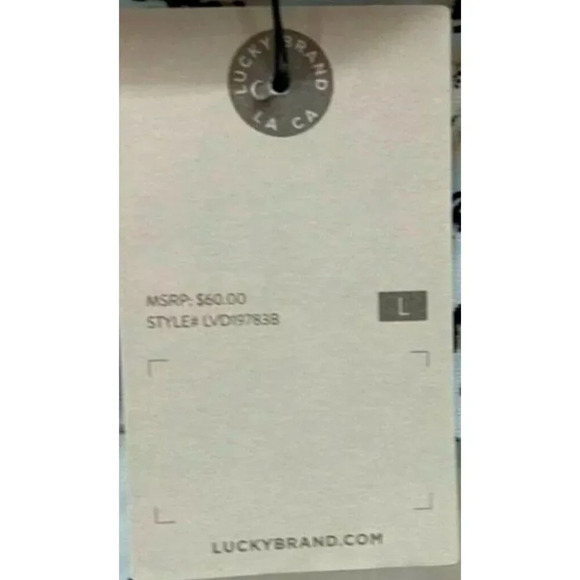 LUCKY BRAND
LA CA
MSRP: $60.00
STYLE# LVD19783B
L
LUCKYBRAND.COM